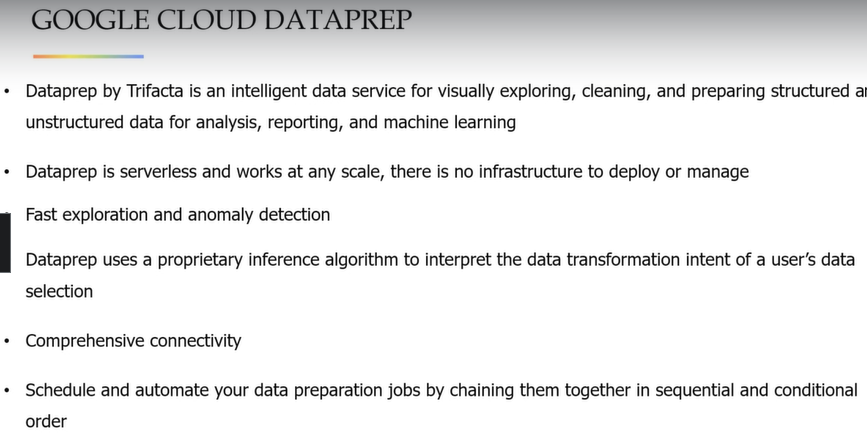 GOOGLE CLOUD DATAPREP
• Dataprep by Trifacta is an intelligent data service for visually exploring, cleaning, and preparing structured
unstructured data for analysis, reporting, and machine learning
• Dataprep is serverless and works at any scale, there is no infrastructure to deploy or manage
Fast exploration and anomaly detection
Dataprep uses a proprietary inference algorithm to interpret the data transformation intent of a user’s data
selection
• Comprehensive connectivity
• Schedule and automate your data preparation jobs by chaining them together in sequential and conditional
order